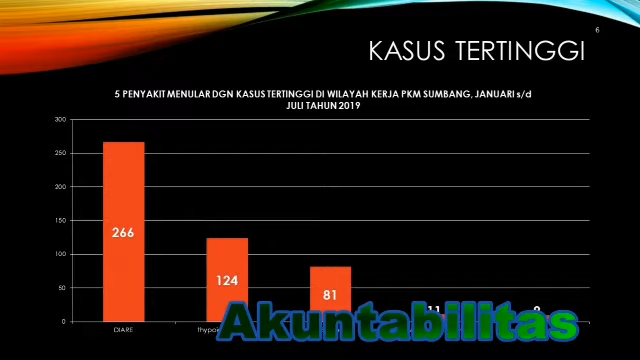 6
KASUS TERTINGGI
5 PENYAKIT MENULAR DGN KASUS TERTINGGI DI WILAYAH KERJA PKM SUMBANG, JANUARI s/d
JULI TAHUN 2019
300
250
200
150
100
50
0
266
124
81
11
DIARE
Akuntabilitas